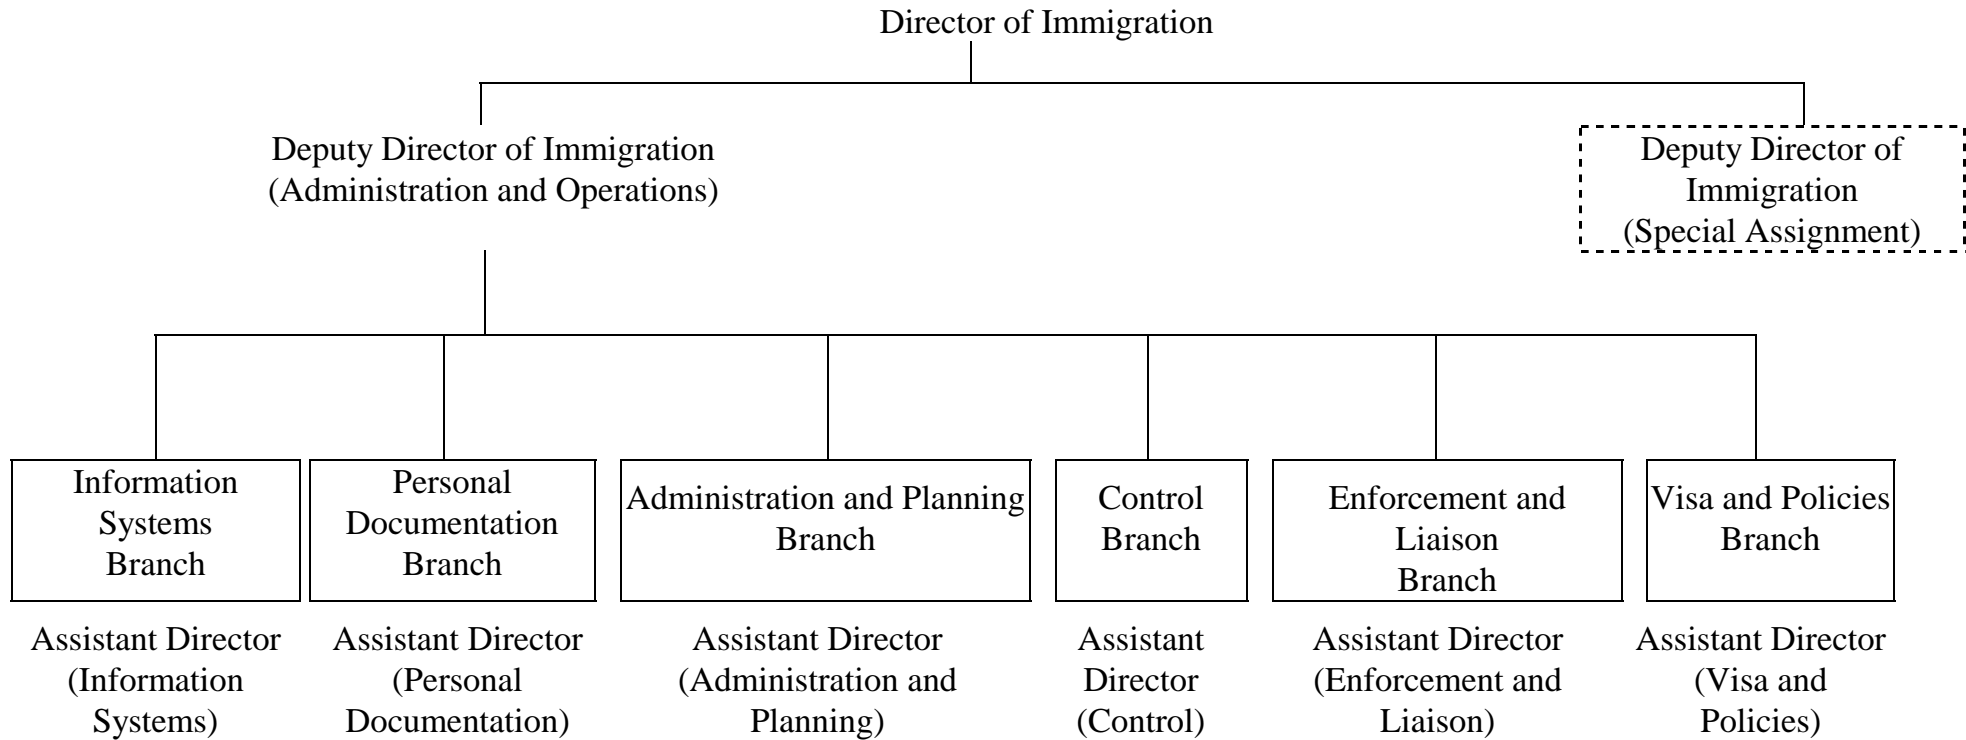 Director of Immigration
Deputy Director of Immigration
(Administration and Operations)
Deputy Director of
Immigration
(Special Assignment)
Information
Systems
Branch
Personal
Documentation
Branch
Administration and Planning
Branch
Control
Branch
Enforcement and
Liaison
Branch
Visa and Policies
Branch
Assistant Director
(Information
Systems)
Assistant Director
(Personal
Documentation)
Assistant Director
(Administration and
Planning)
Assistant
Director
(Control)
Assistant Director
(Enforcement and
Liaison)
Assistant Director
(Visa and
Policies)